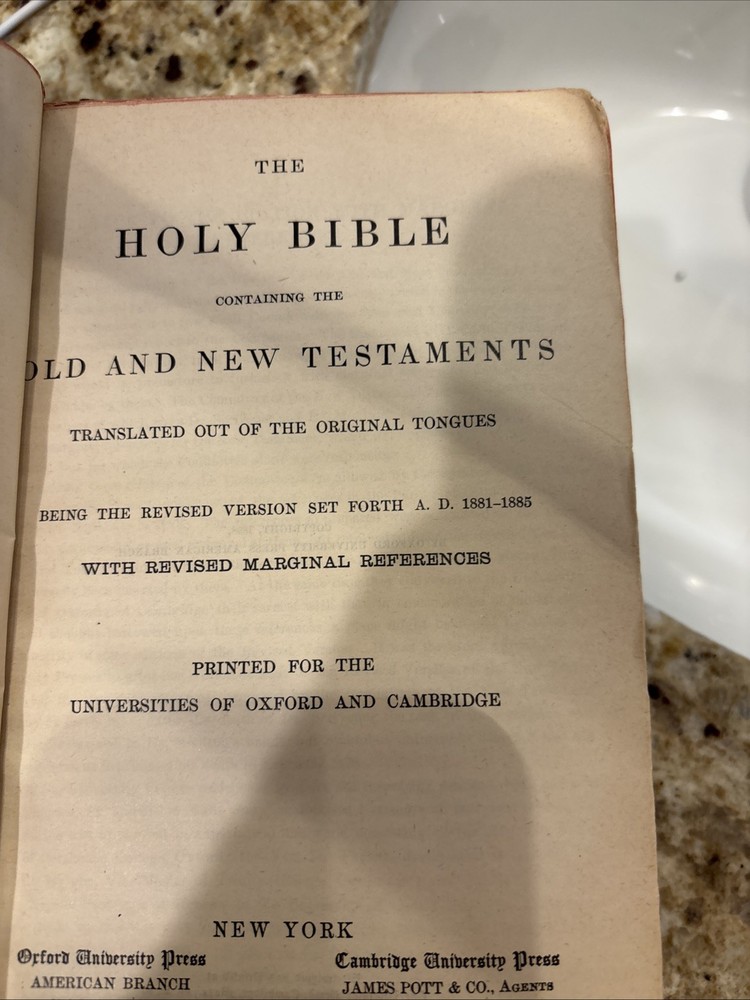 THE
HOLY BIBLE
CONTAINING THE
OLD AND NEW TESTAMENTS
TRANSLATED OUT OF THE ORIGINAL TONGUES
BEING THE REVISED VERSION SET FORTH A. D. 1881–1885
WITH REVISED MARGINAL REFERENCES
PRINTED FOR THE
UNIVERSITIES OF OXFORD AND CAMBRIDGE
NEW YORK
Oxford University Press Cambridge University Press
AMERICAN BRANCH JAMES POTT & CO., AGENTS